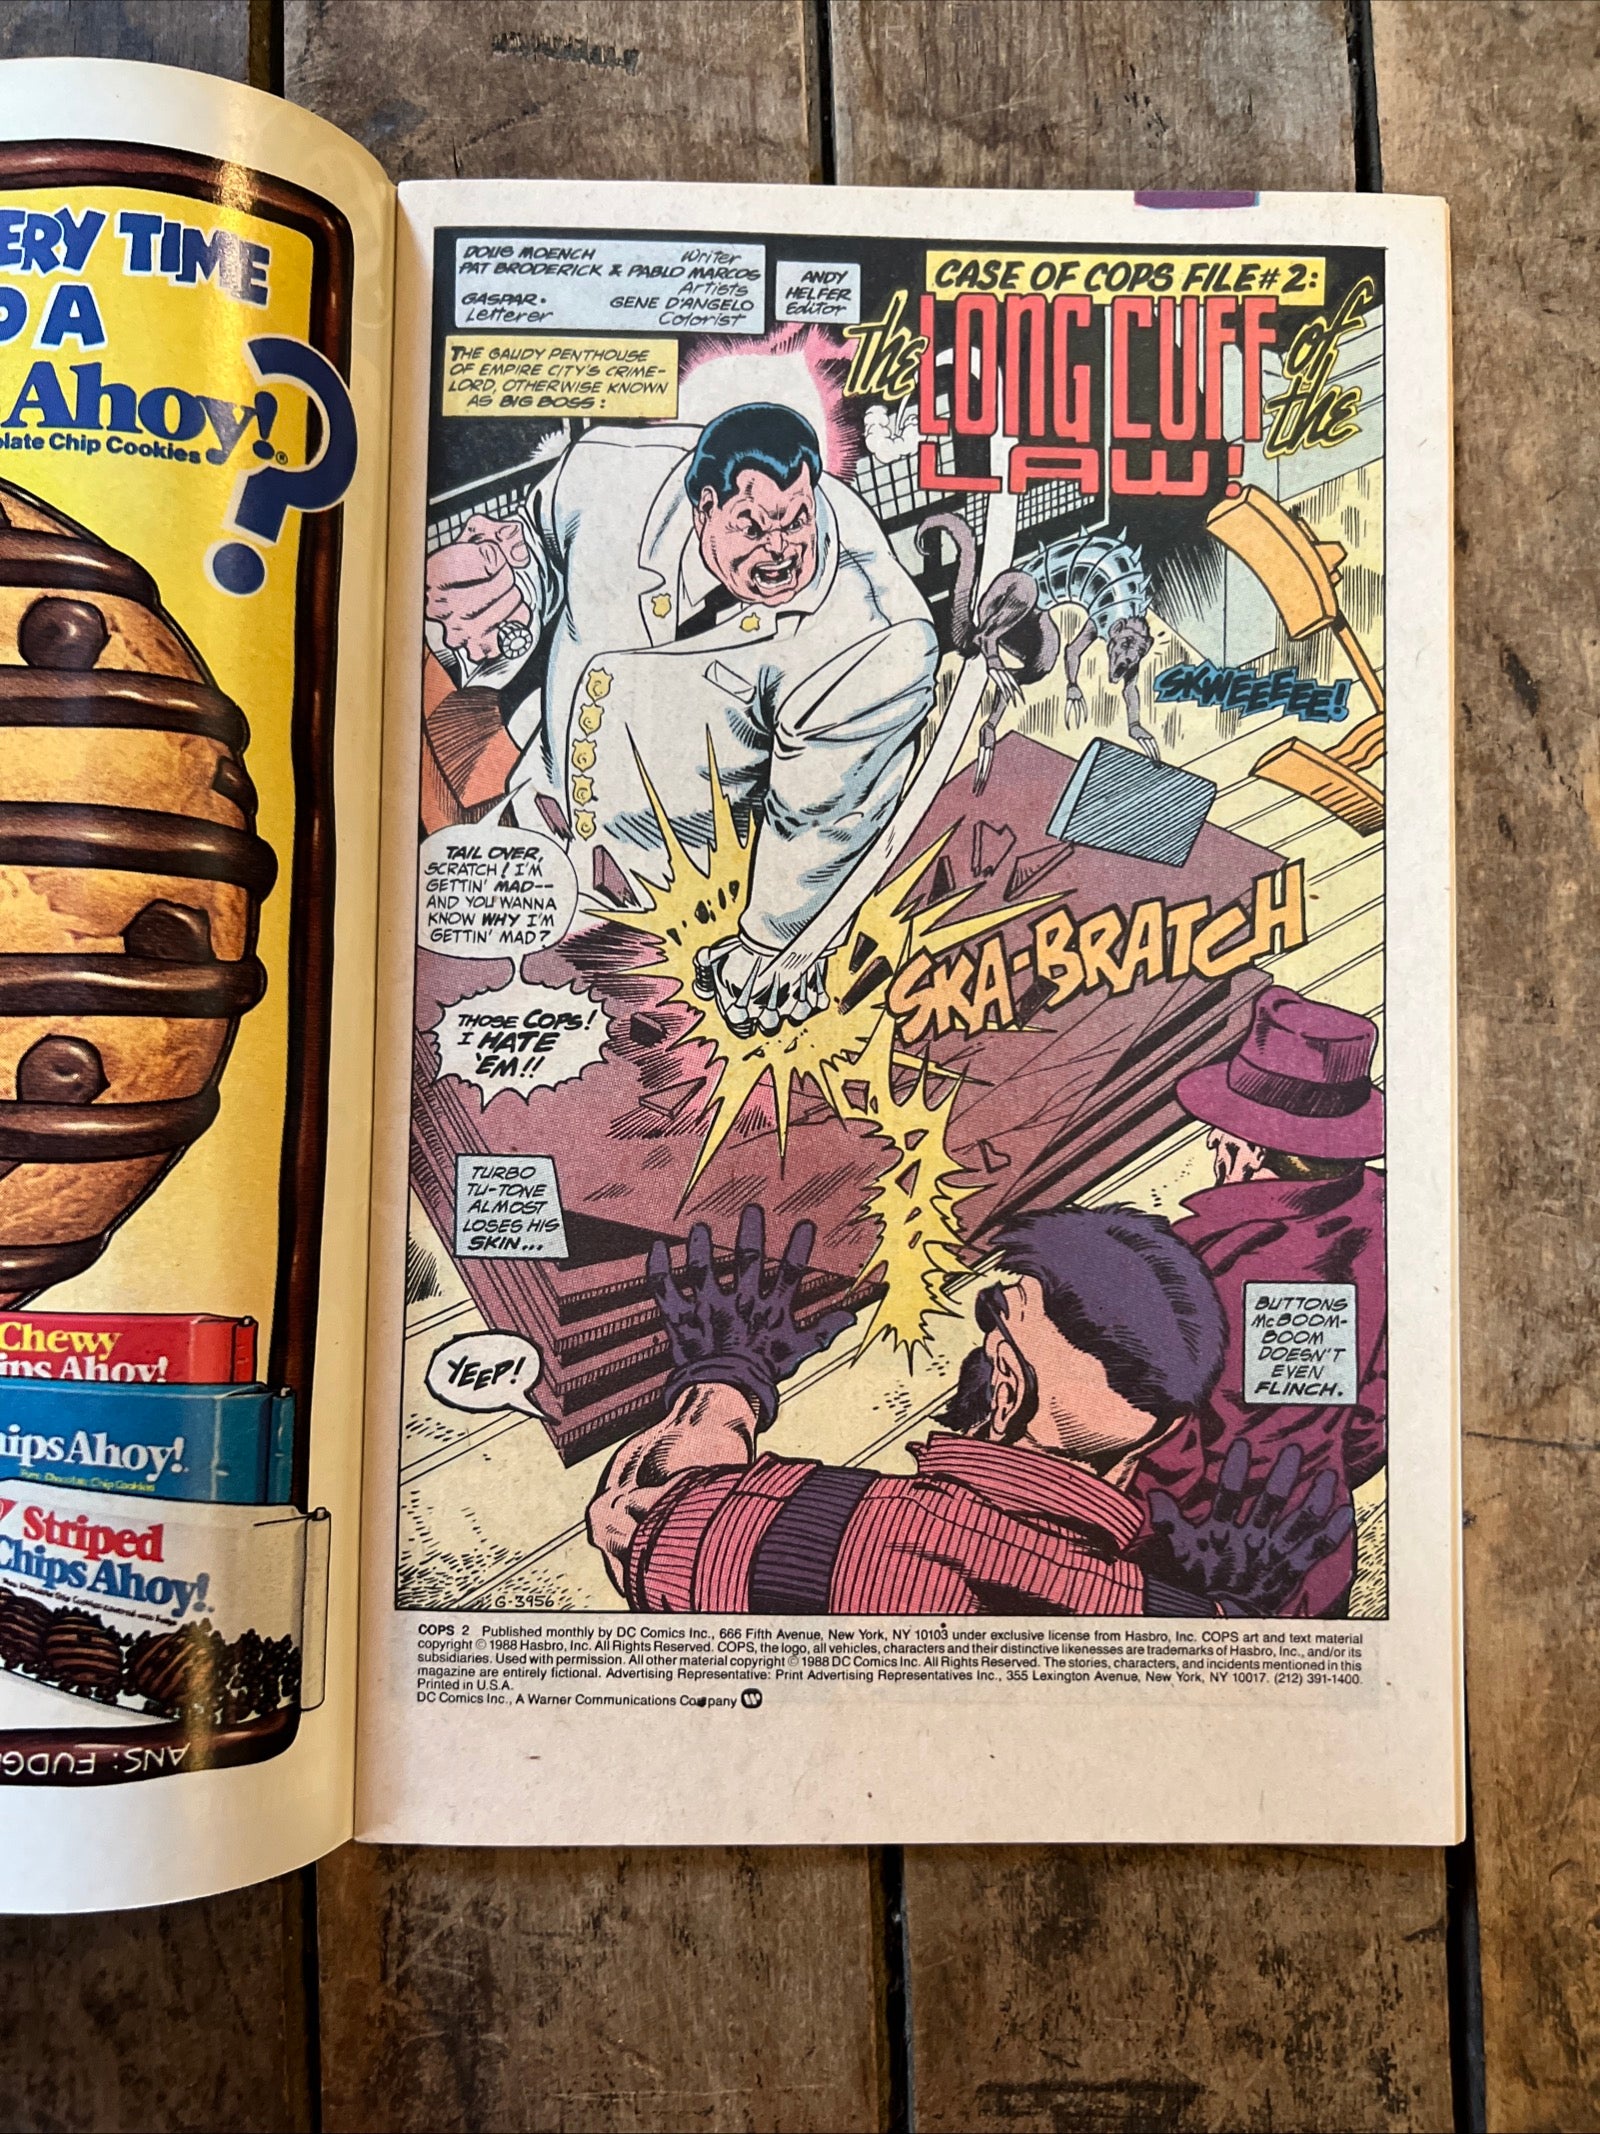 ERY TIME
D A
Ahoy!®
late Chip Cookies
?
Chewy
ips Ahoy!
hips Ahoy!
Striped
Chips Ahoy!
ANS: FUDG
DOUG MOENCH Writer
PAT BRODERICK & PABLO MARCOS
Artists
GASPAR• GENE D'ANGELO
Letterer Colorist
ANDY
HELFER
Editor
CASE OF COPS FILE # 2:
The LONG CUFF of the
LAW!
THE GAUDY PENTHOUSE
OF EMPIRE CITY'S CRIME-
LORD, OTHERWISE KNOWN
AS BIG BOSS:
SKWEEEEE!
TAIL OVER,
SCRATCH! I'M
GETTIN' MAD--
AND YOU WANNA
KNOW WHY I'M
GETTIN' MAD?
SKA-BRATCH
THOSE COPS!
I HATE
'EM!!
TURBO
TU-TONE
ALMOST
LOSES HIS
SKIN...
YEEP!
BUTTONS
McBOOM-
BOOM
DOESN'T
EVEN
FLINCH.
G-3956
COPS 2 Published monthly by DC Comics Inc., 666 Fifth Avenue, New York, NY 10103 under exclusive license from Hasbro, Inc. COPS art and text material
copyright © 1988 Hasbro, Inc. All Rights Reserved. COPS, the logo, all vehicles, characters and their distinctive likenesses are trademarks of Hasbro, Inc., and/or its
subsidiaries. Used with permission. All other material copyright © 1988 DC Comics Inc. All Rights Reserved. The stories, characters, and incidents mentioned in this
magazine are entirely fictional. Advertising Representative: Print Advertising Representatives Inc., 355 Lexington Avenue, New York, NY 10017. (212) 391-1400.
Printed in U.S.A.
DC Comics Inc., A Warner Communications Company